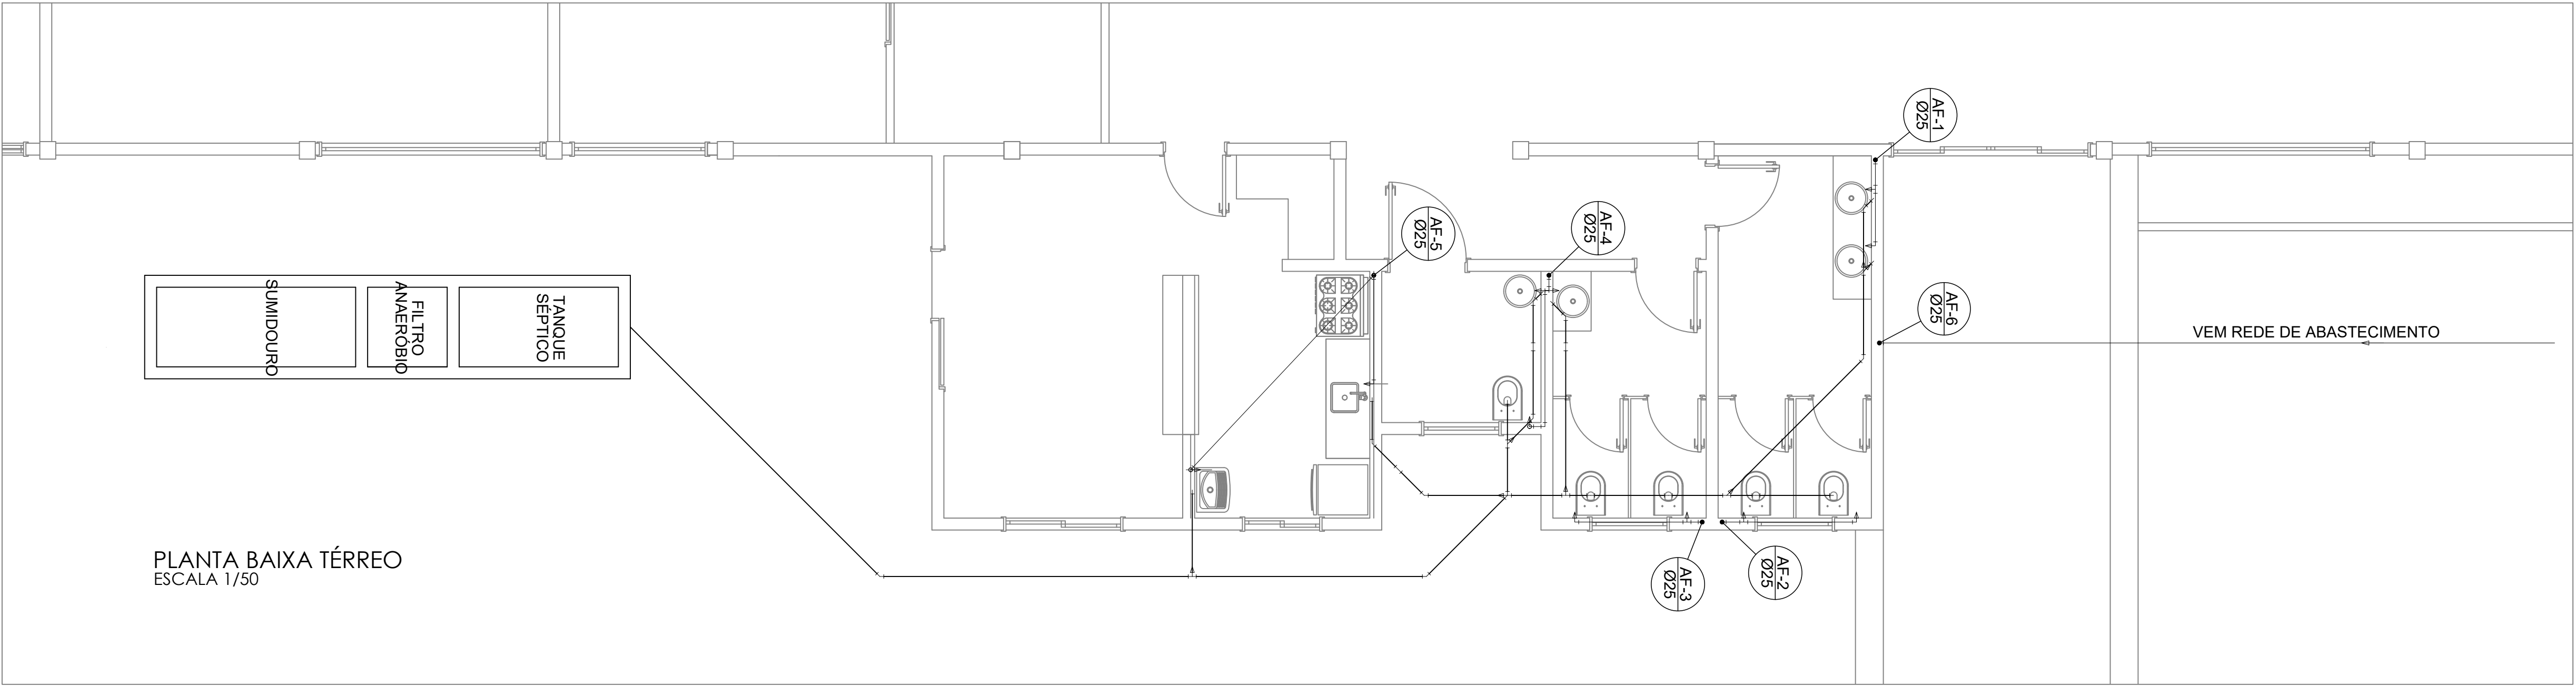 AF-1
Ø25
AF-4
Ø25
AF-5
Ø25
AF-6
Ø25
VEM REDE DE ABASTECIMENTO
SUMIDOURO
FILTRO
ANAERÓBIO
TANQUE
SÉPTICO
AF-3
Ø25
AF-2
Ø25
PLANTA BAIXA TÉRREO
ESCALA 1/50